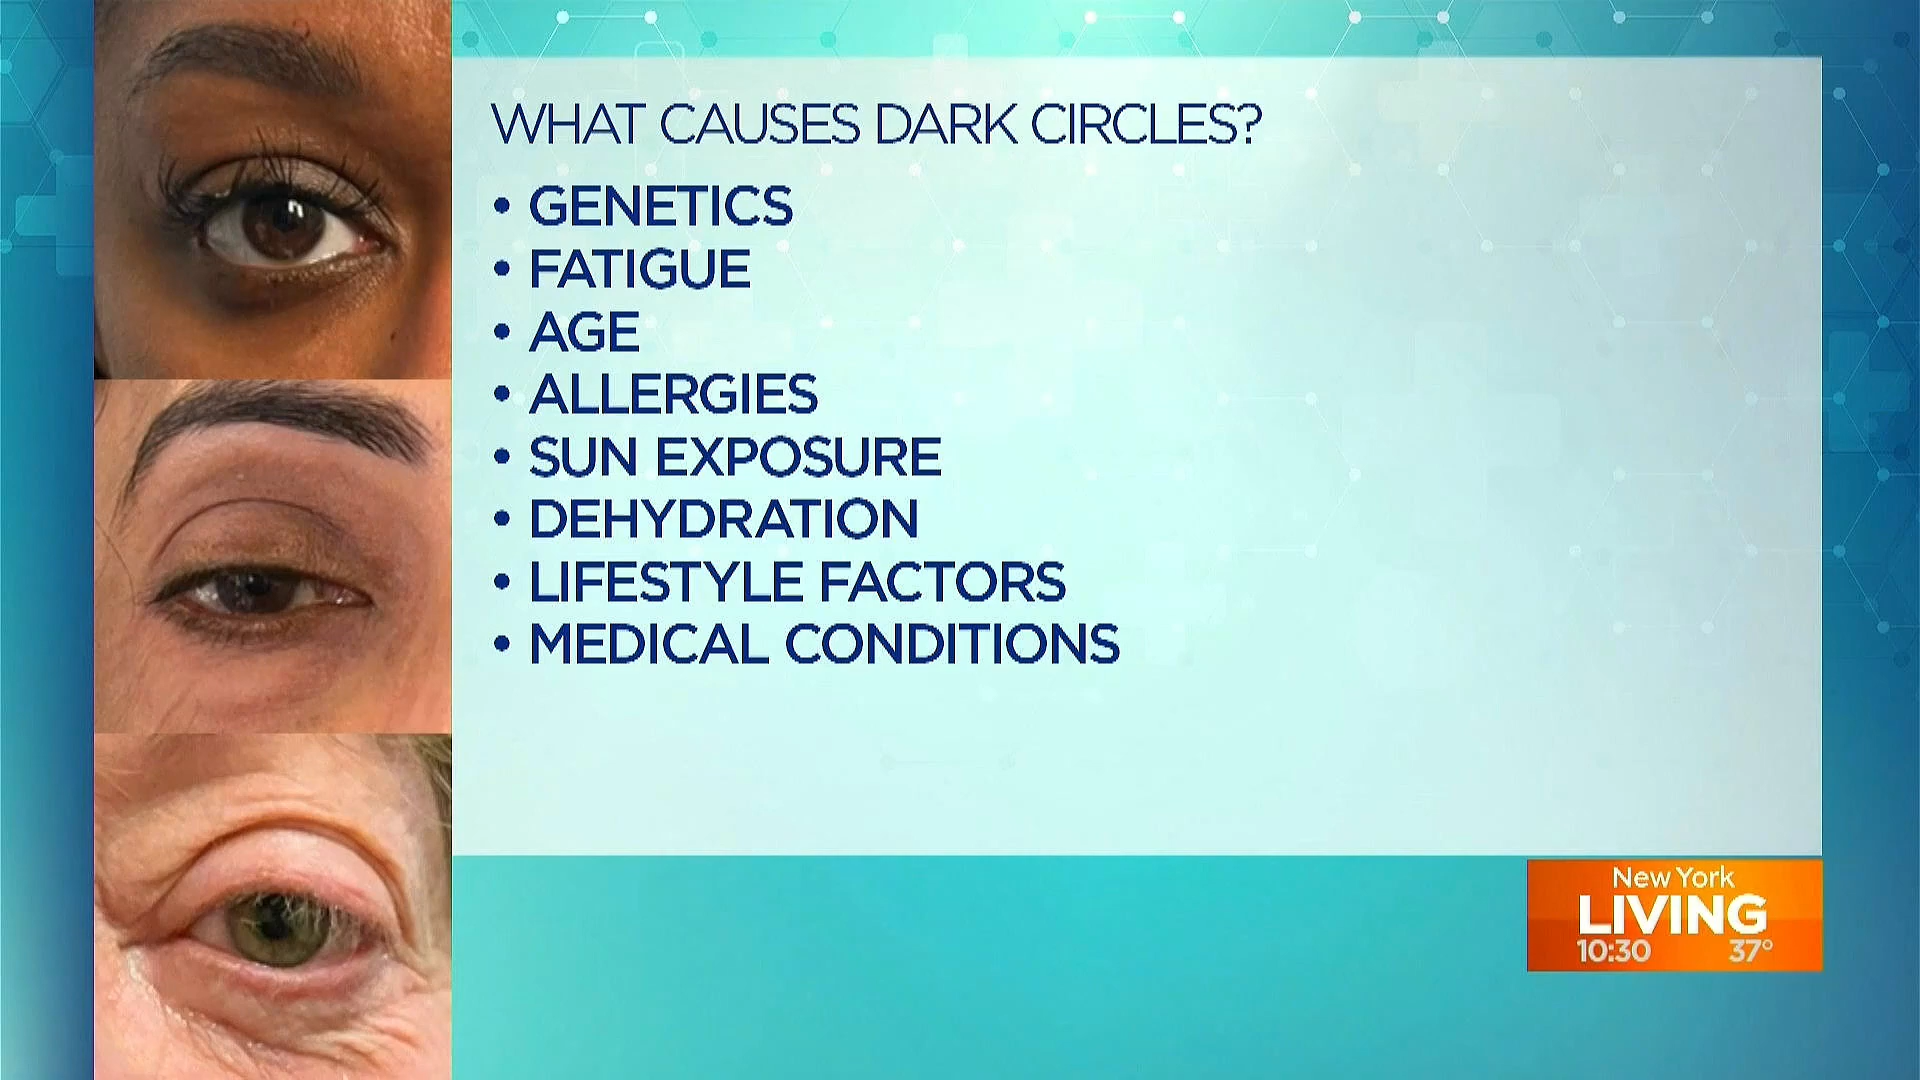 WHAT CAUSES DARK CIRCLES?
• GENETICS
• FATIGUE
• AGE
• ALLERGIES
• SUN EXPOSURE
• DEHYDRATION
• LIFESTYLE FACTORS
• MEDICAL CONDITIONS
New York
LIVING
10:30 37°